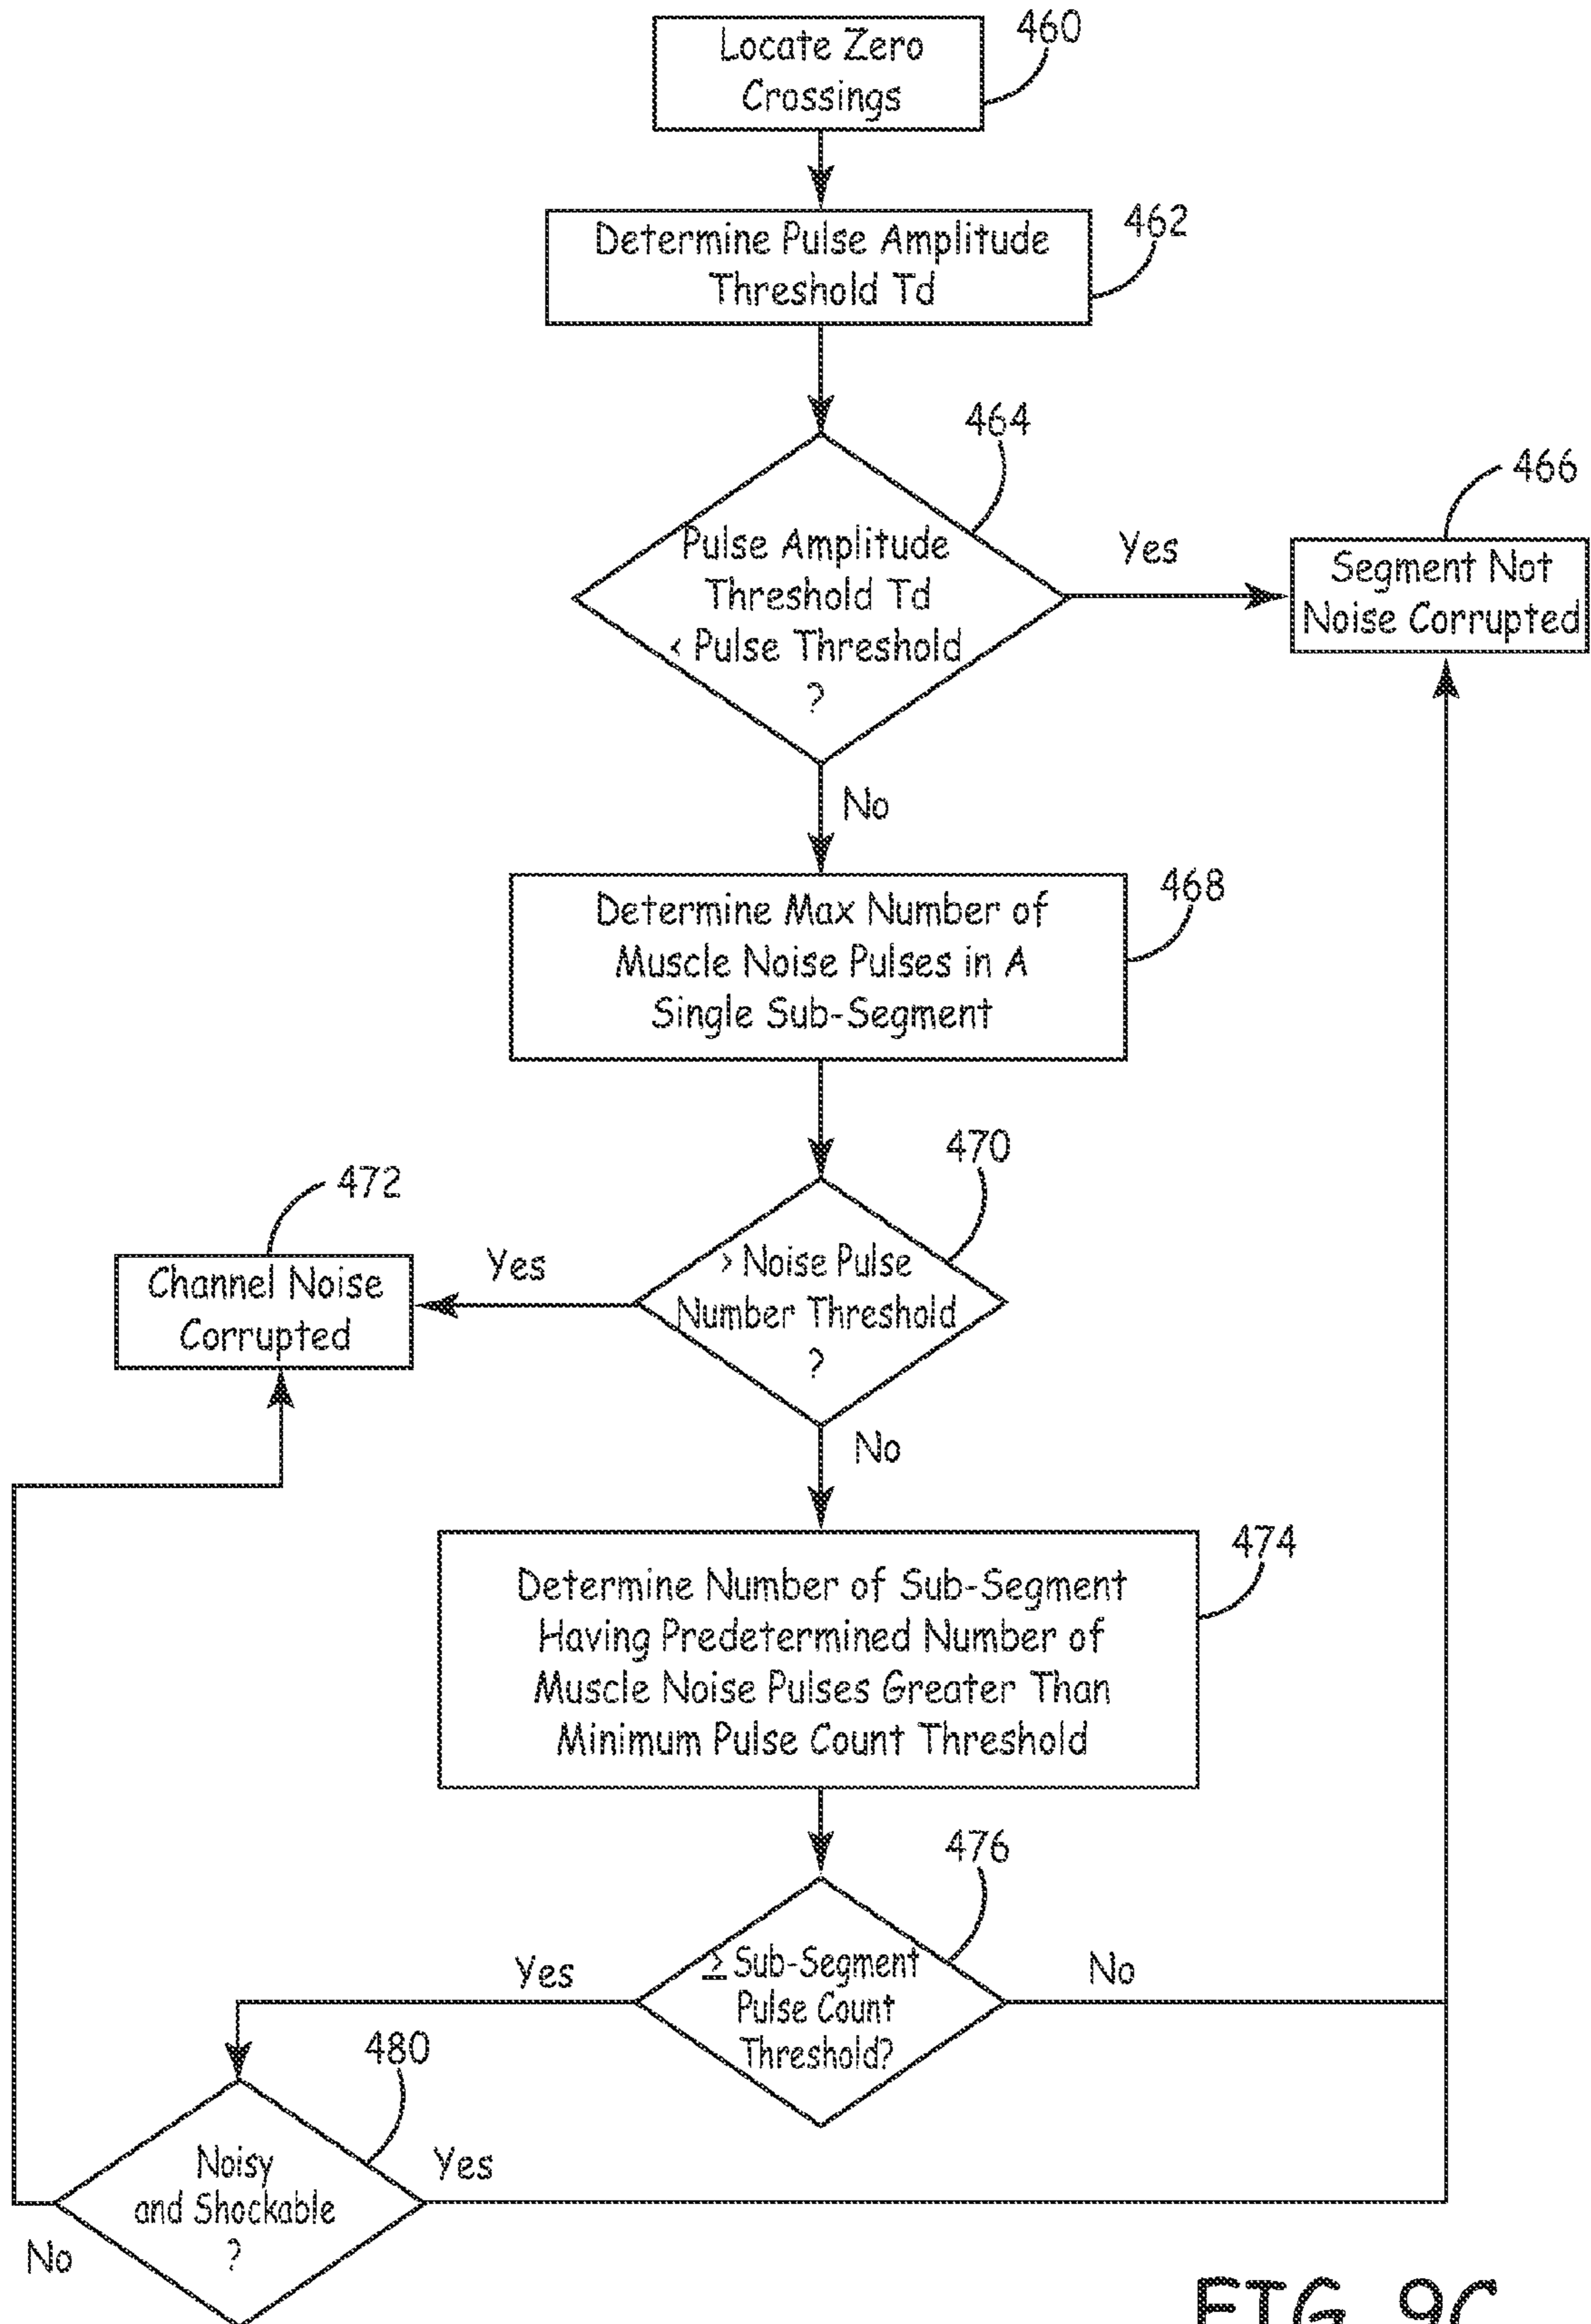 Locate Zero
Crossings
460
Determine Pulse Amplitude
Threshold Td
462
Pulse Amplitude
Threshold Td
< Pulse Threshold
?
464
Yes
Segment Not
Noise Corrupted
466
No
Determine Max Number of
Muscle Noise Pulses in A
Single Sub-Segment
468
> Noise Pulse
Number Threshold
?
470
Yes
Channel Noise
Corrupted
472
No
Determine Number of Sub-Segment
Having Predetermined Number of
Muscle Noise Pulses Greater Than
Minimum Pulse Count Threshold
474
≥ Sub-Segment
Pulse Count
Threshold?
476
Yes
No
Noisy
and Shockable
?
480
Yes
No
FIG. 9C